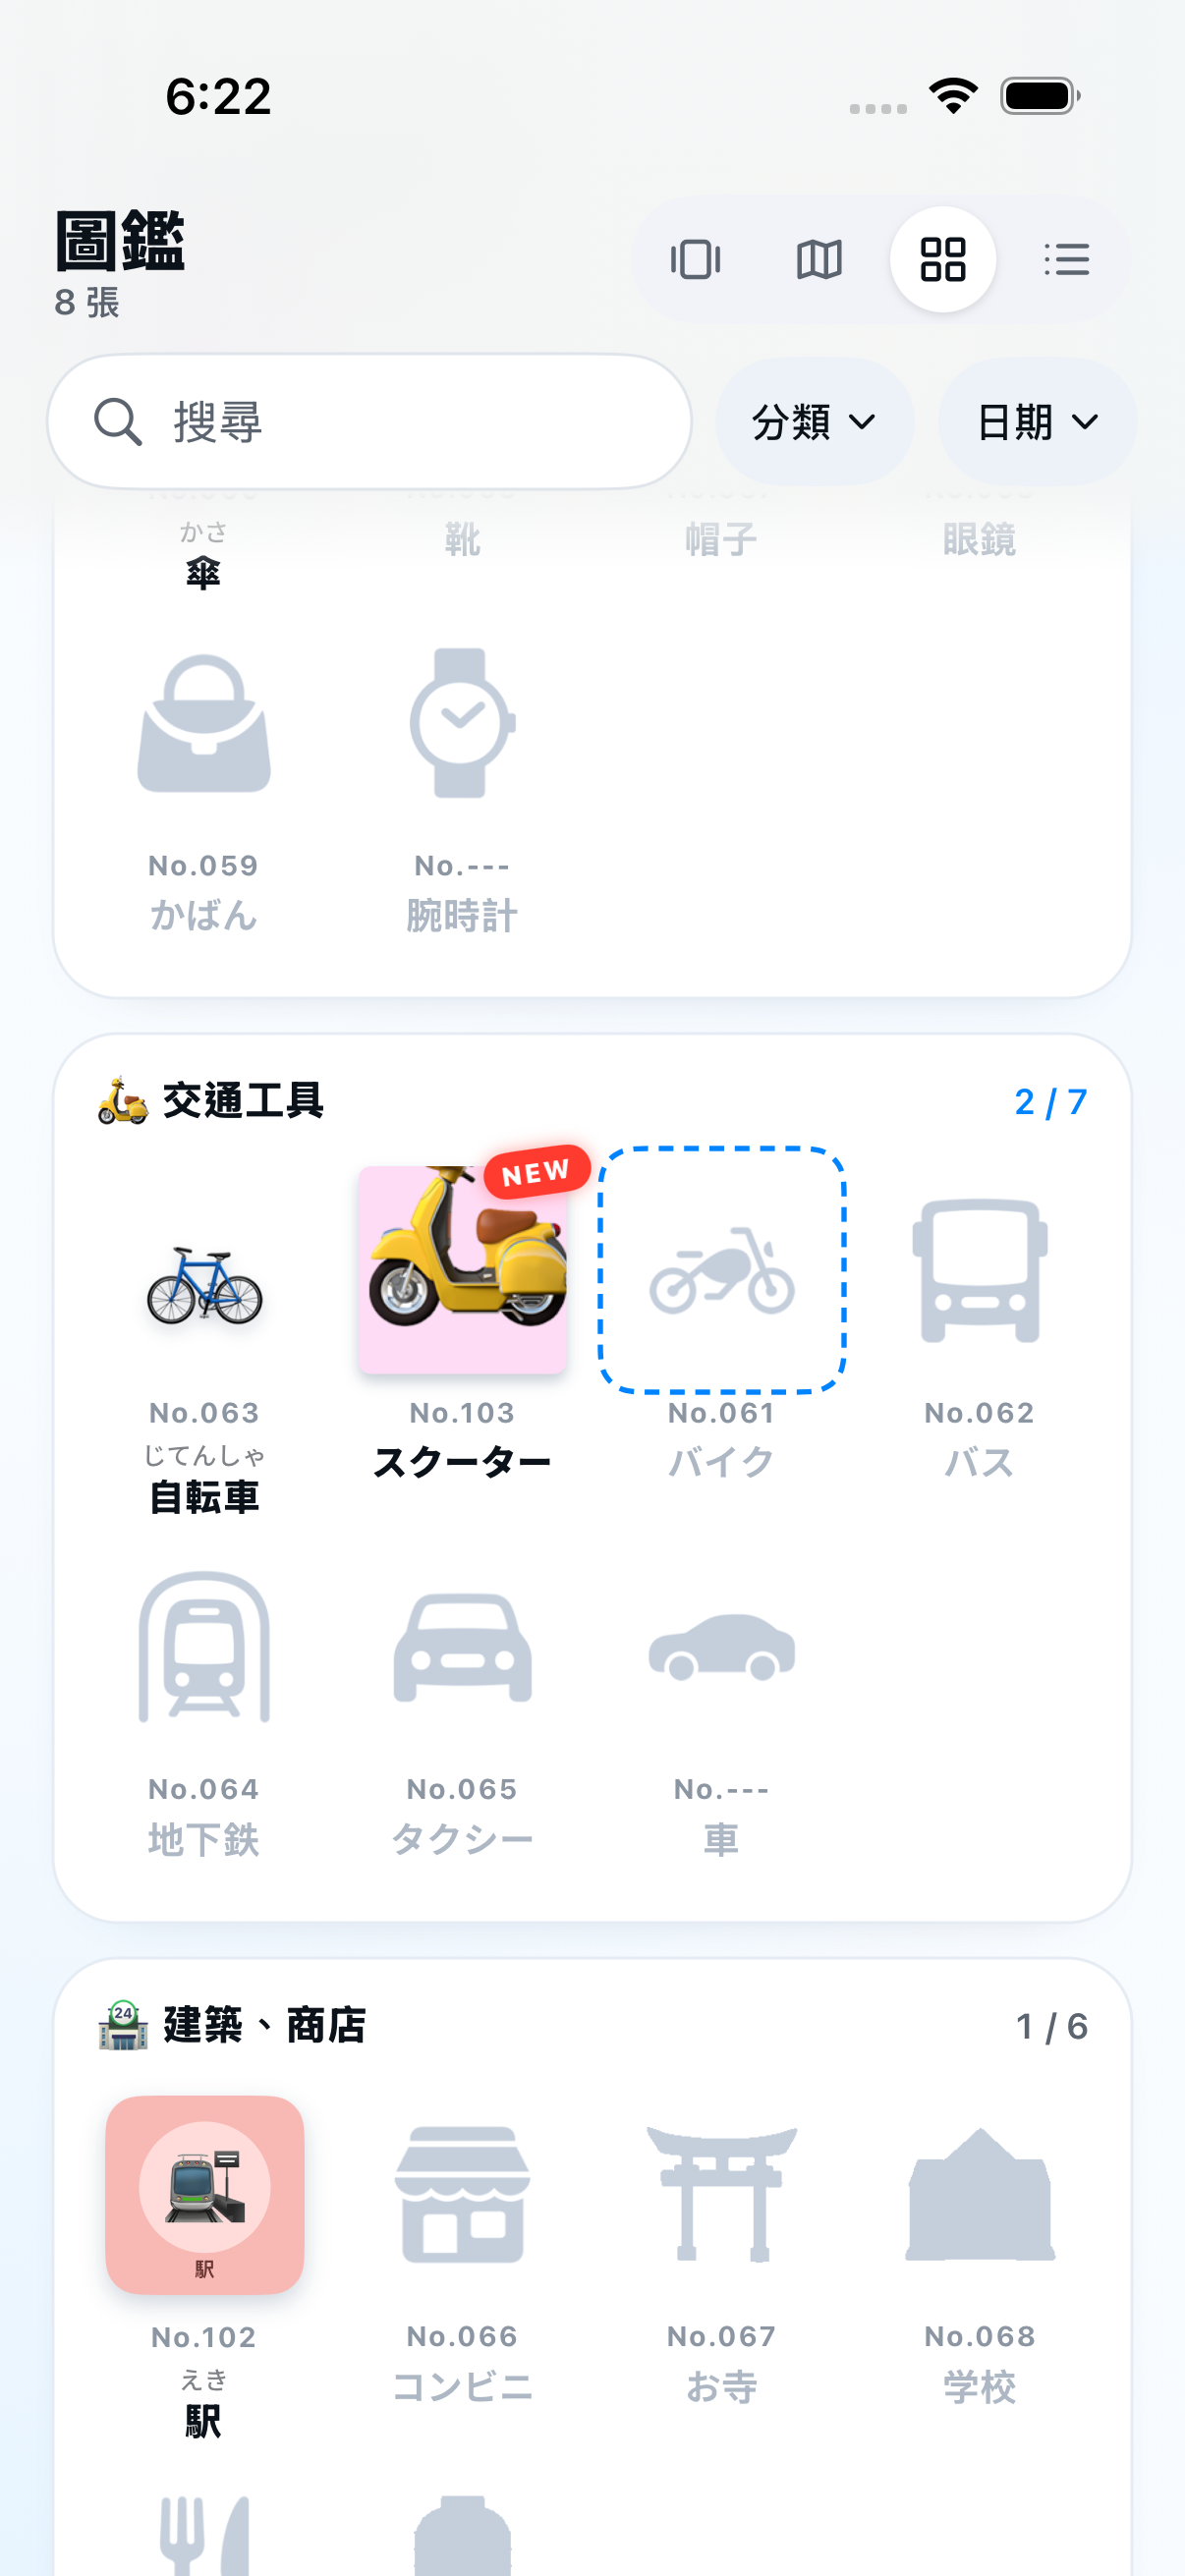 6:22
圖鑑
8 張
搜尋
分類
日期
かさ
傘
靴
帽子
眼鏡
No.059
No.---
かばん
腕時計
交通工具
2 / 7
NEW
No.063
No.103
No.061
No.062
じてんしゃ
自転車
スクーター
バイク
バス
No.064
No.065
No.---
地下鉄
タクシー
車
24
建築、商店
1 / 6
駅
No.102
No.066
No.067
No.068
えき
駅
コンビニ
お寺
学校